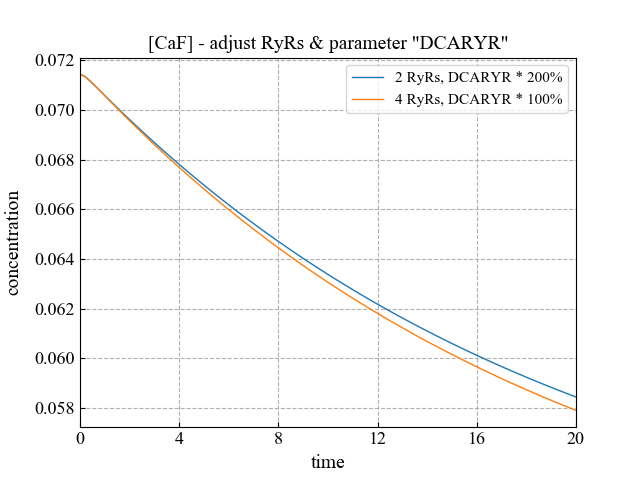 [CaF] - adjust RyRs & parameter "DCARYR"
2 RyRs, DCARYR * 200%
4 RyRs, DCARYR * 100%
concentration
0.072
0.070
0.068
0.066
0.064
0.062
0.060
0.058
0 4 8 12 16 20
time